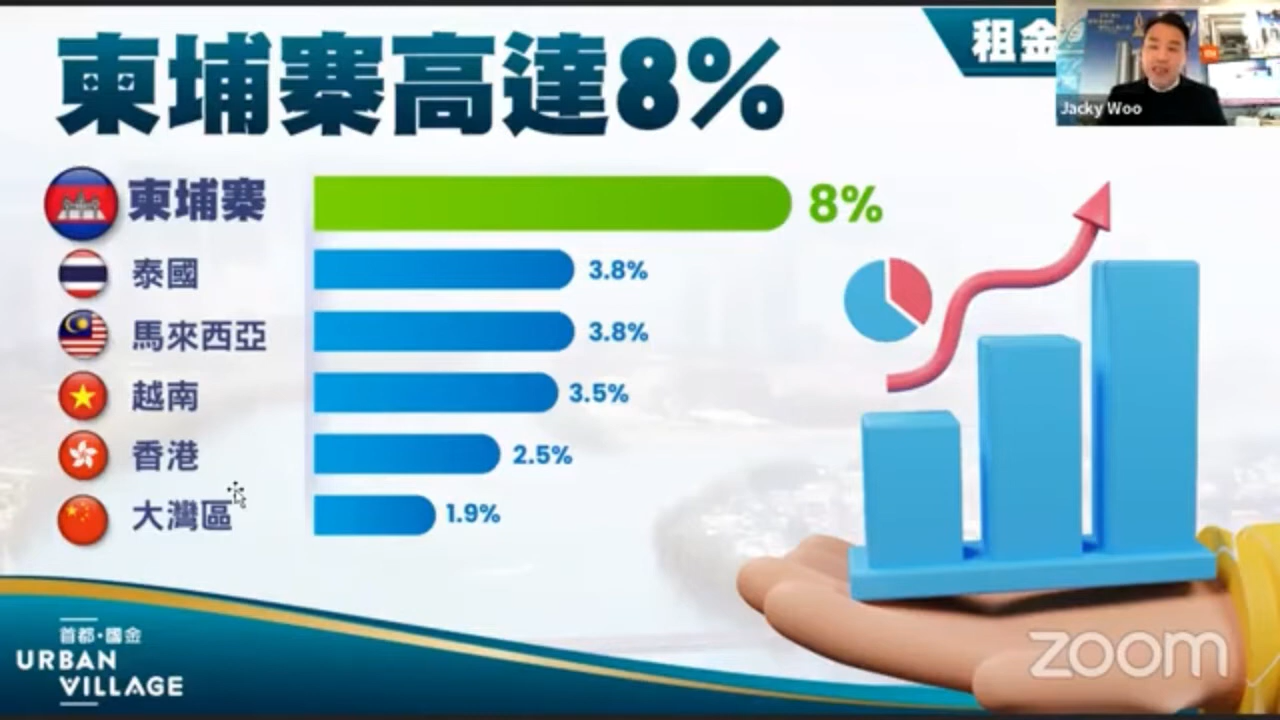 柬埔寨高達8%
租金
Jacky Woo
柬埔寨 8%
泰國 3.8%
馬來西亞 3.8%
越南 3.5%
香港 2.5%
大灣區 1.9%
首都·國金
URBAN
VILLAGE
zoom